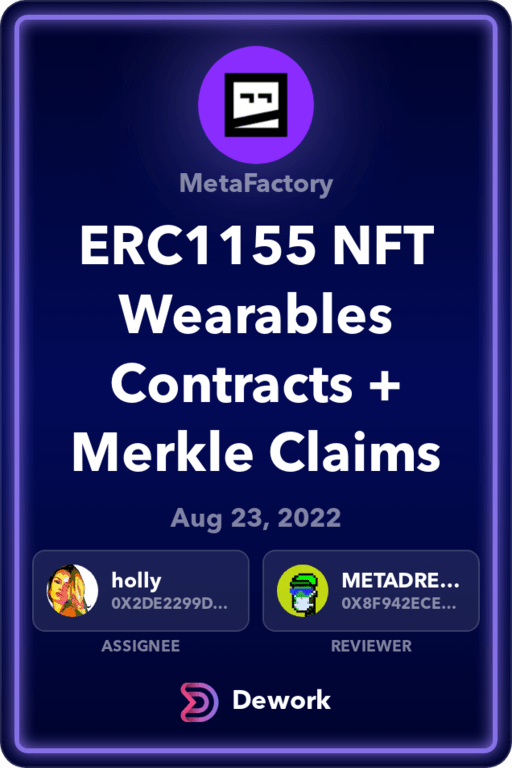 MetaFactory
ERC1155 NFT
Wearables
Contracts +
Merkle Claims
Aug 23, 2022
holly
0X2DE2299D...
ASSIGNEE
METADRE...
0X8F942ECE...
REVIEWER
Dework